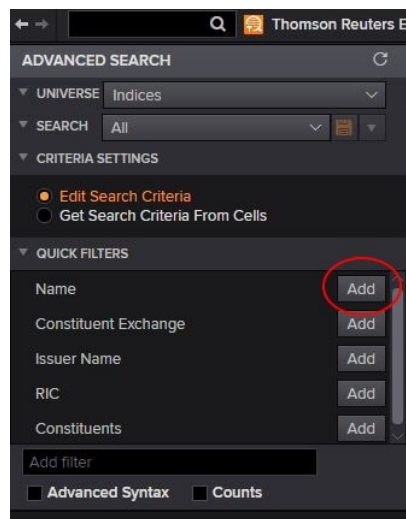 Thomson Reuters E
ADVANCED SEARCH
UNIVERSE Indices
SEARCH All
CRITERIA SETTINGS
Edit Search Criteria
Get Search Criteria From Cells
QUICK FILTERS
Name Add
Constituent Exchange Add
Issuer Name Add
RIC Add
Constituents Add
Add filter
Advanced Syntax Counts